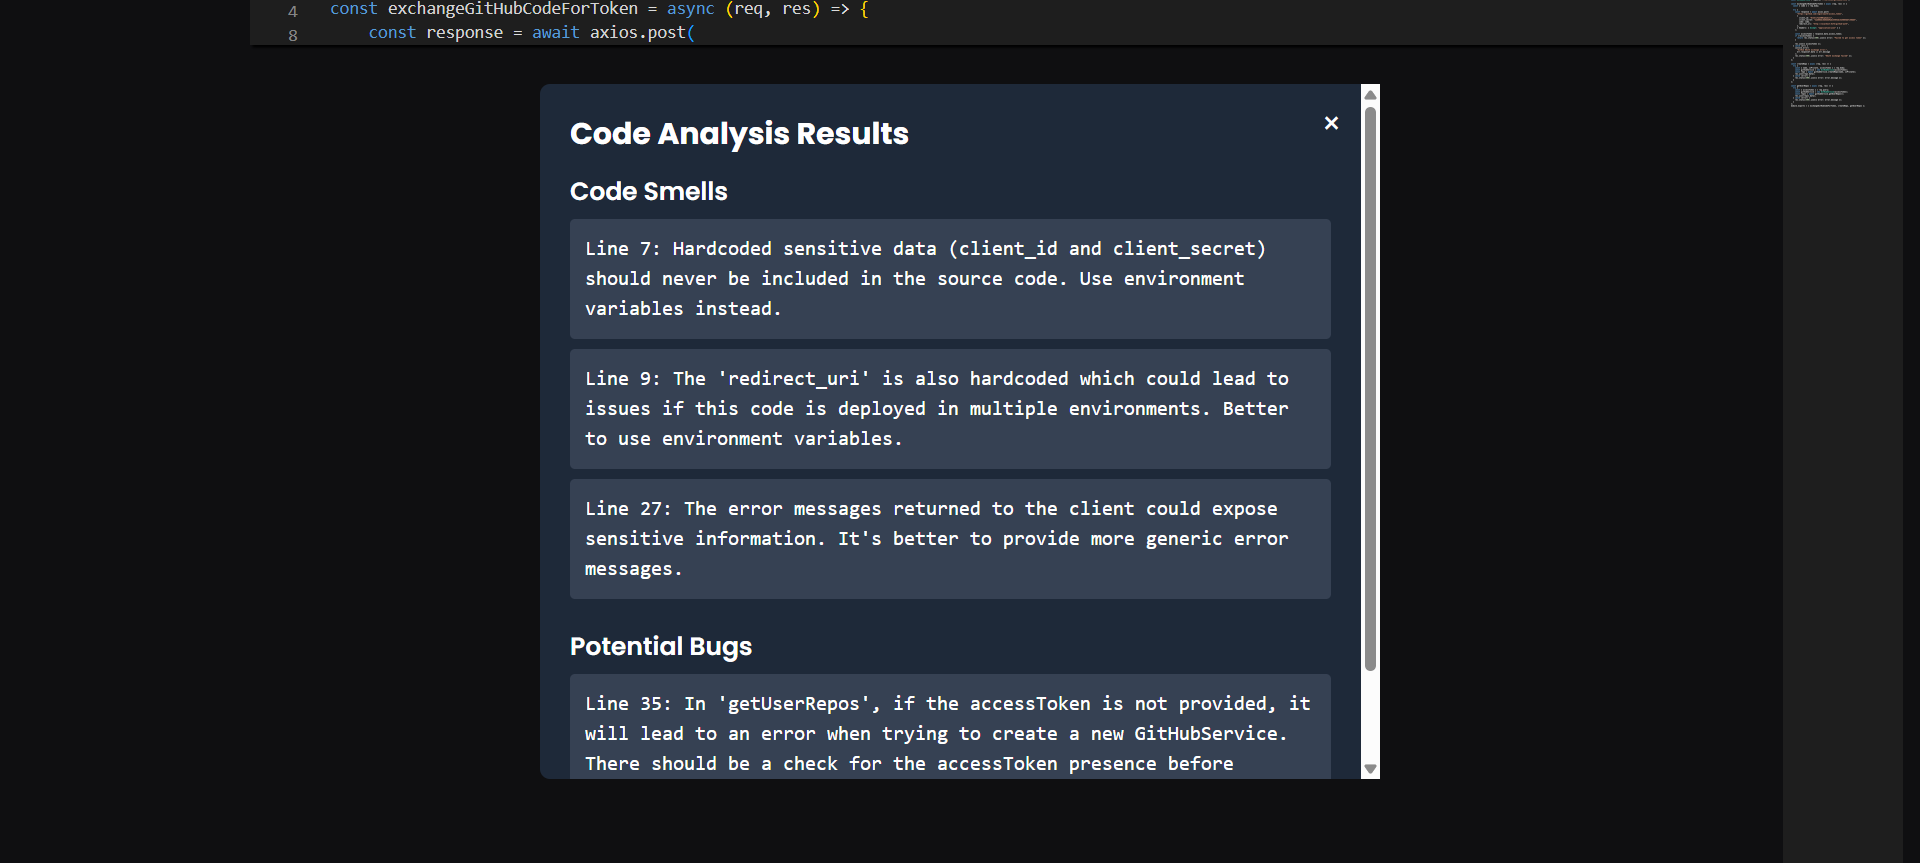 4 const exchangeGitHubCodeForToken = async (req, res) => {
8 const response = await axios.post(
Code Analysis Results
×
Code Smells
Line 7: Hardcoded sensitive data (client_id and client_secret)
should never be included in the source code. Use environment
variables instead.
Line 9: The 'redirect_uri' is also hardcoded which could lead to
issues if this code is deployed in multiple environments. Better
to use environment variables.
Line 27: The error messages returned to the client could expose
sensitive information. It's better to provide more generic error
messages.
Potential Bugs
Line 35: In 'getUserRepos', if the accessToken is not provided, it
will lead to an error when trying to create a new GitHubService.
There should be a check for the accessToken presence before